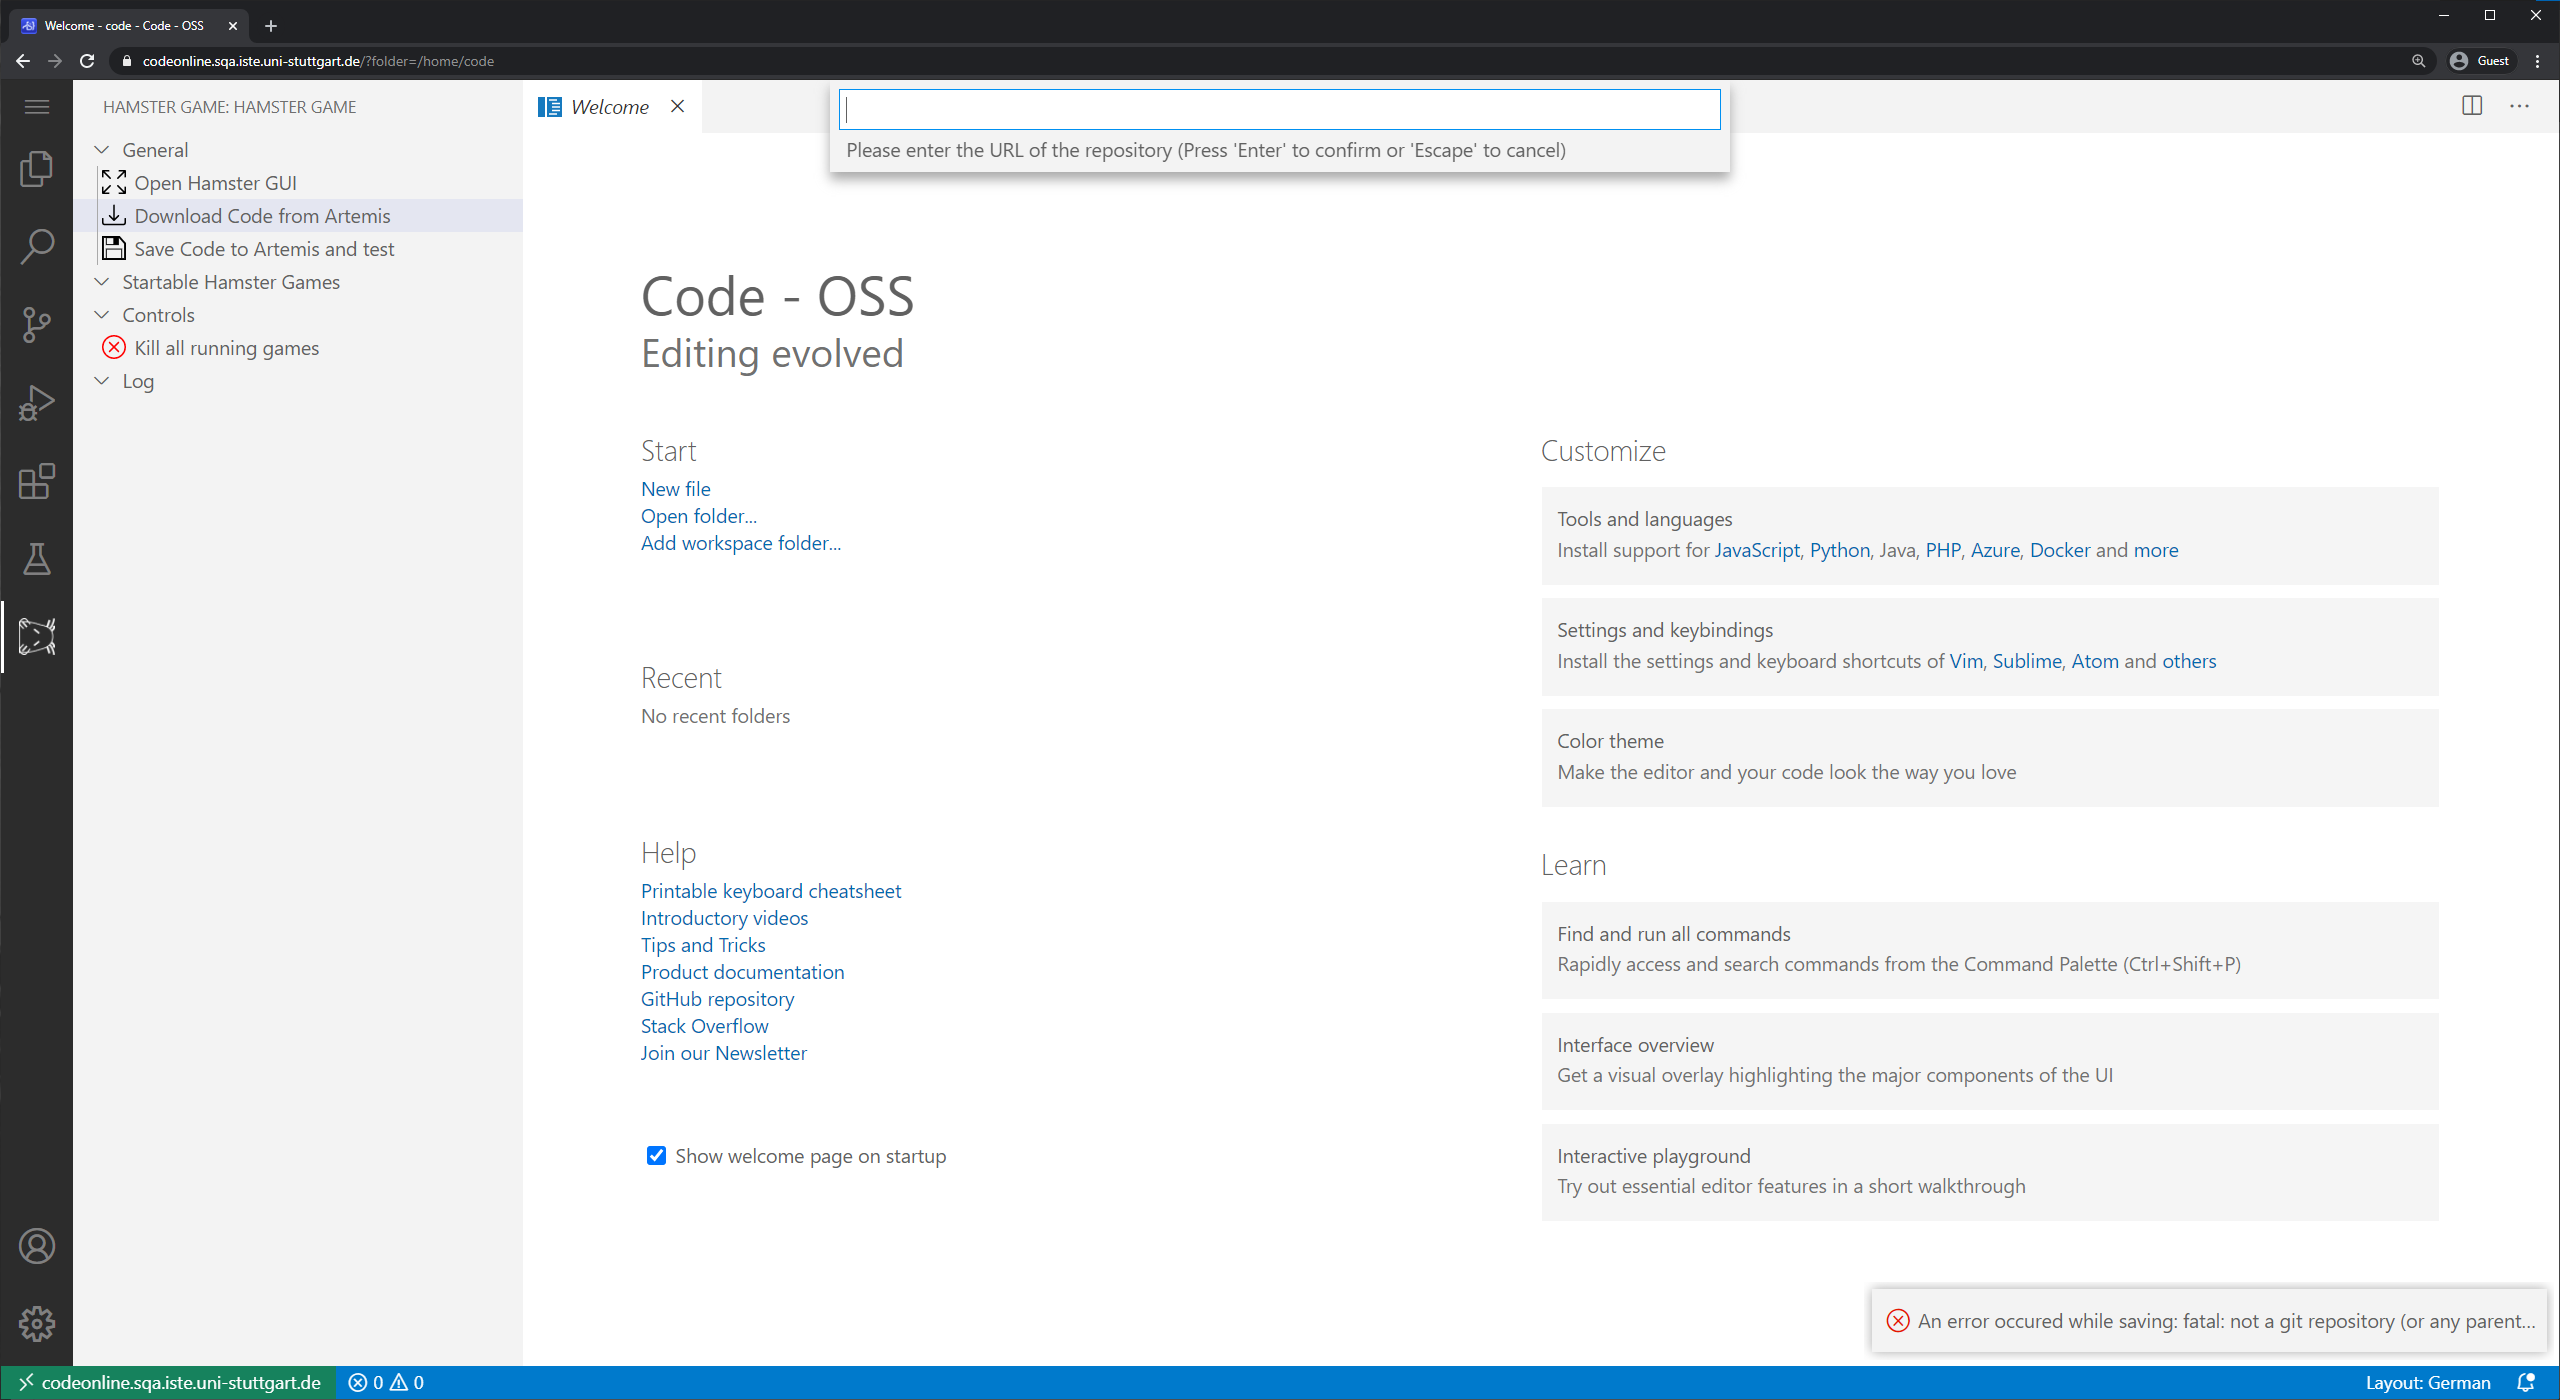 Welcome - code - Code - OSS
codeonline.sqa.iste.uni-stuttgart.de/?folder=/home/code
Guest
HAMSTER GAME: HAMSTER GAME
General
Open Hamster GUI
Download Code from Artemis
Save Code to Artemis and test
Startable Hamster Games
Controls
Kill all running games
Log
Welcome
Please enter the URL of the repository (Press 'Enter' to confirm or 'Escape' to cancel)
Code - OSS
Editing evolved
Start
New file
Open folder...
Add workspace folder...
Recent
No recent folders
Help
Printable keyboard cheatsheet
Introductory videos
Tips and Tricks
Product documentation
GitHub repository
Stack Overflow
Join our Newsletter
Show welcome page on startup
Customize
Tools and languages
Install support for JavaScript, Python, Java, PHP, Azure, Docker and more
Settings and keybindings
Install the settings and keyboard shortcuts of Vim, Sublime, Atom and others
Color theme
Make the editor and your code look the way you love
Learn
Find and run all commands
Rapidly access and search commands from the Command Palette (Ctrl+Shift+P)
Interface overview
Get a visual overlay highlighting the major components of the UI
Interactive playground
Try out essential editor features in a short walkthrough
An error occured while saving: fatal: not a git repository (or any parent...
codeonline.sqa.iste.uni-stuttgart.de
0 0
Layout: German